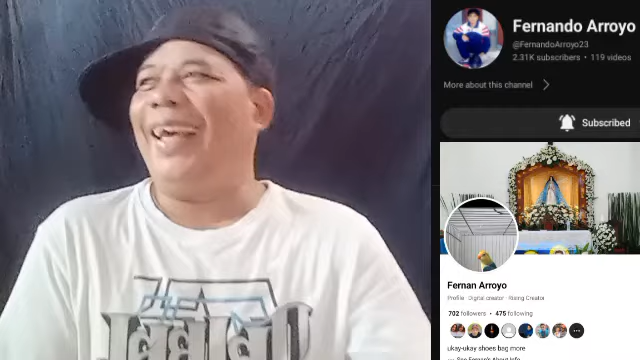 Fernando Arroyo
@FernandoArroyo23
2.31K subscribers • 119 videos
More about this channel >
Subscribed
Fernan Arroyo
Profile · Digital creator · Rising Creator
702 followers • 475 following
ukay-ukay shoes bag more